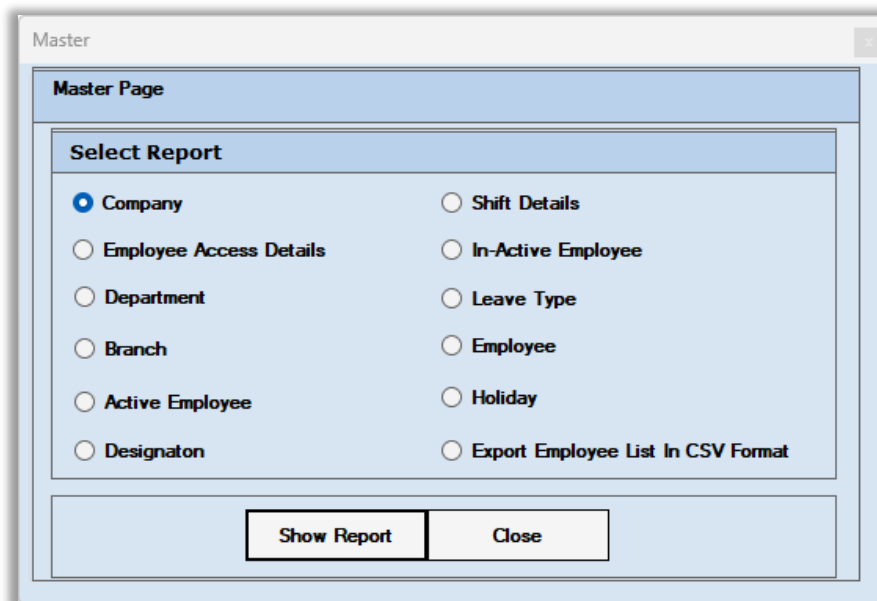 Master
x
Master Page
Select Report
Company
Shift Details
Employee Access Details
In-Active Employee
Department
Leave Type
Branch
Employee
Active Employee
Holiday
Designaton
Export Employee List In CSV Format
Show Report
Close